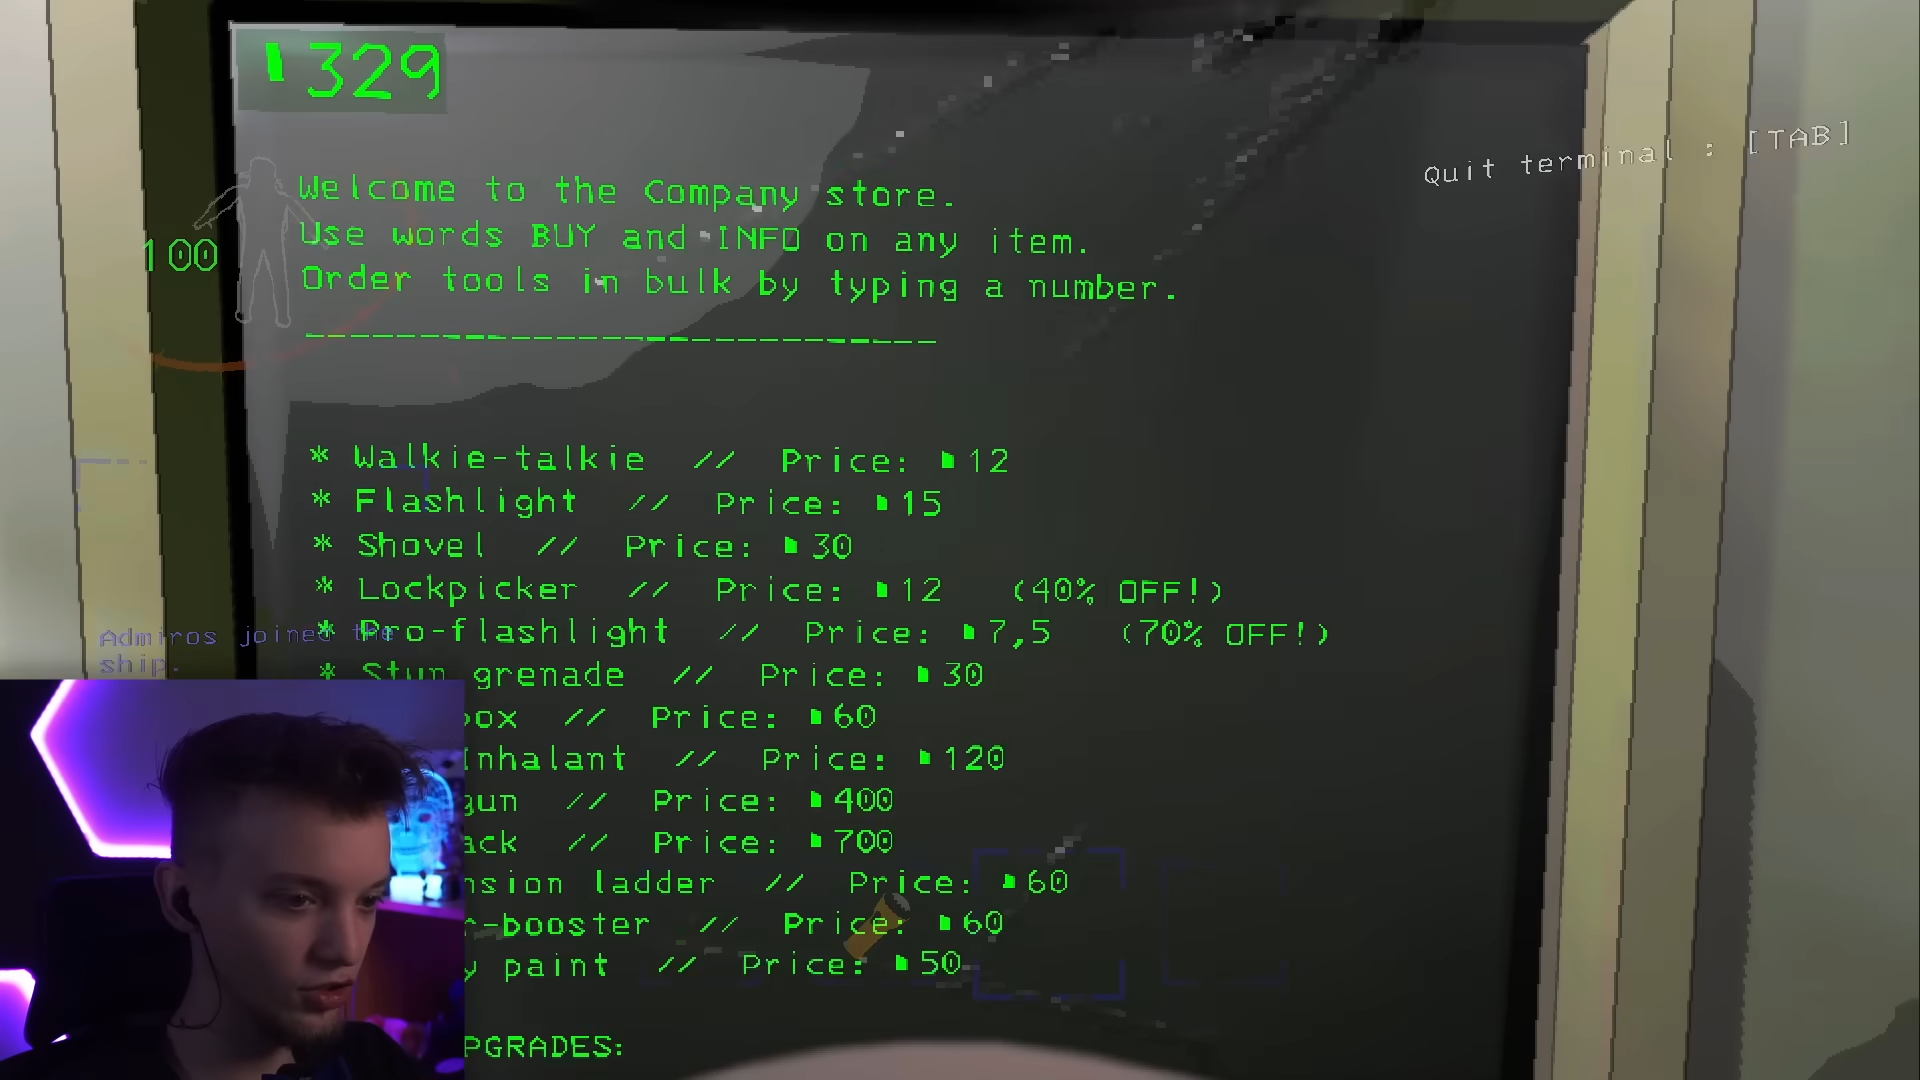 329
Quit terminal : [TAB]
Welcome to the Company store.
Use words BUY and INFO on any item.
100
Order tools in bulk by typing a number.
* Walkie-talkie // Price: 12
* Flashlight // Price: 15
* Shovel // Price: 30
* Lockpicker // Price: 12 (40% OFF!)
* Pro-flashlight // Price: 7,5 (70% OFF!)
Admiros joined the
ship.
* Stun grenade // Price: 30
box // Price: 60
inhalant // Price: 120
gun // Price: 400
ack // Price: 700
nsion ladder // Price: 60
r-booster // Price: 60
y paint // Price: 50
PGRADES: